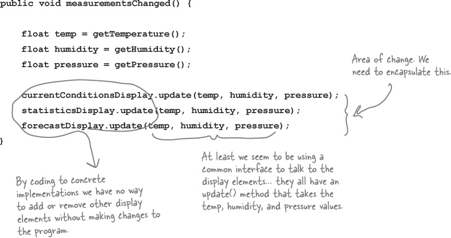 public void measurementsChanged() {
float temp = getTemperature();
float humidity = getHumidity();
float pressure = getPressure();
currentConditionsDisplay.update(temp, humidity, pressure);
statisticsDisplay.update(temp, humidity, pressure);
forecastDisplay.update(temp, humidity, pressure);
}
Area of change. We
need to encapsulate this.
By coding to concrete
implementations we have no way
to add or remove other display
elements without making changes to
the program.
At least we seem to be using a
common interface to talk to the
display elements... they all have an
update() method that takes the
temp, humidity, and pressure values.